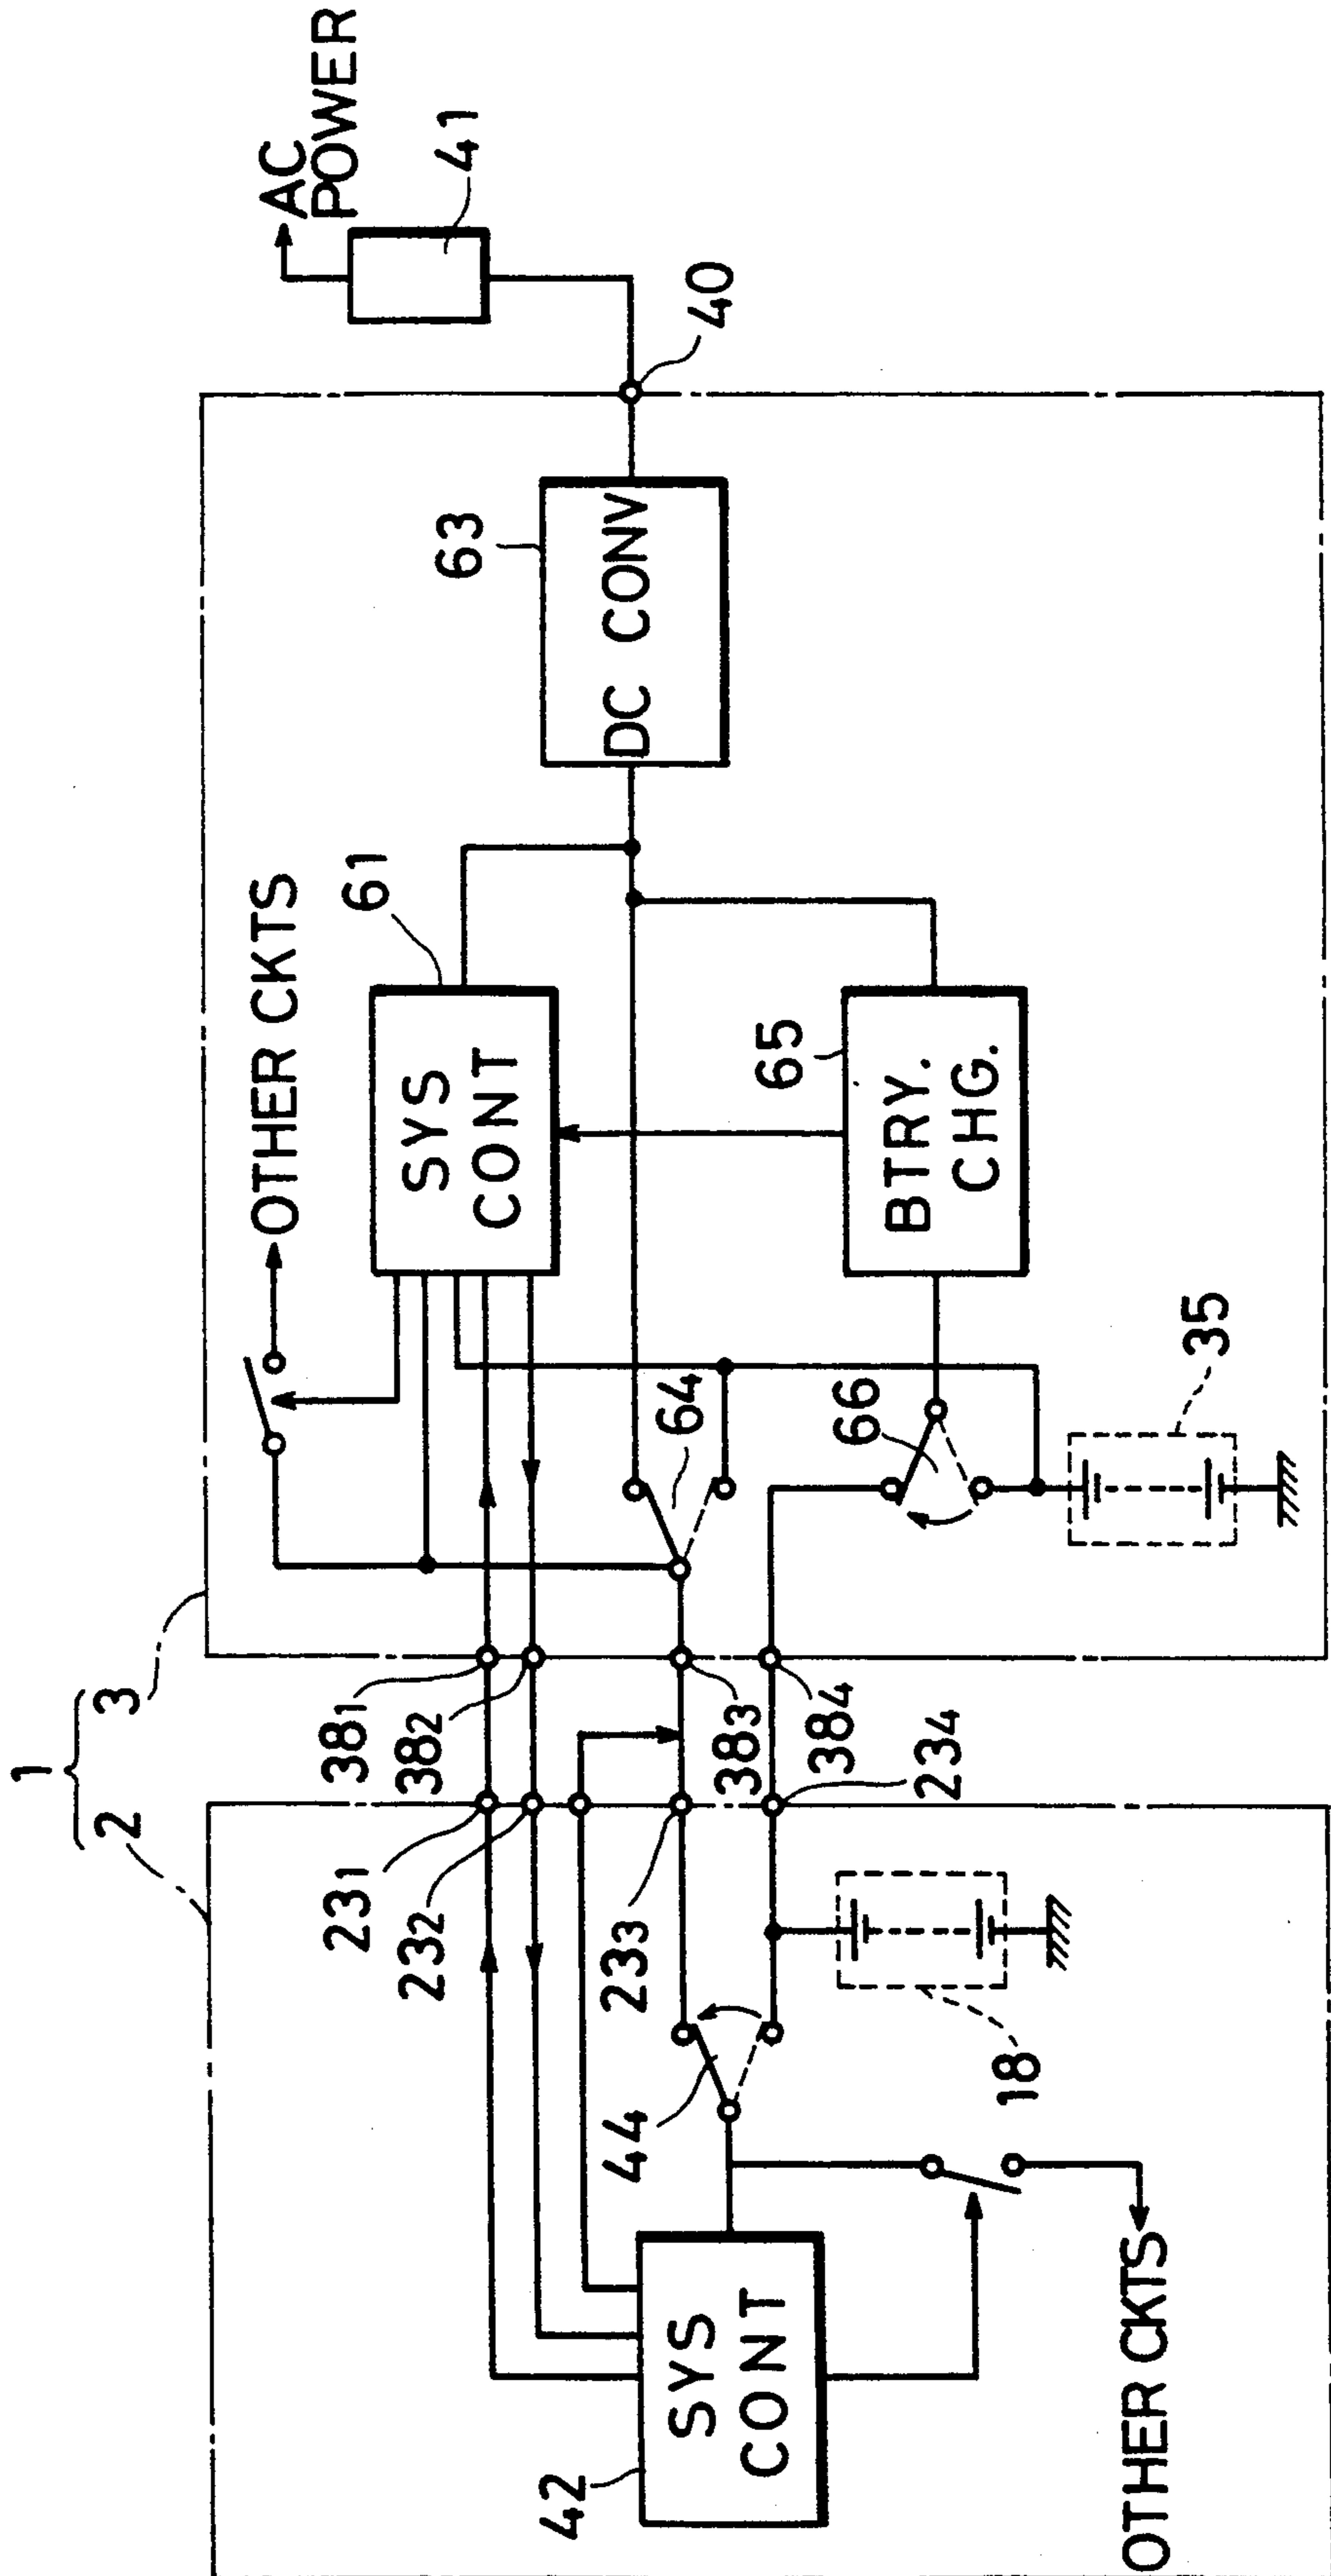 1
2 3
AC
POWER
41
40
63
DC CONV
OTHER CKTS
61
SYS
CONT
65
BTRY.
CHG.
64
66
35
38₁
38₂
38₃
38₄
23₁
23₂
23₃
23₄
44
18
42
SYS
CONT
OTHER CKTS